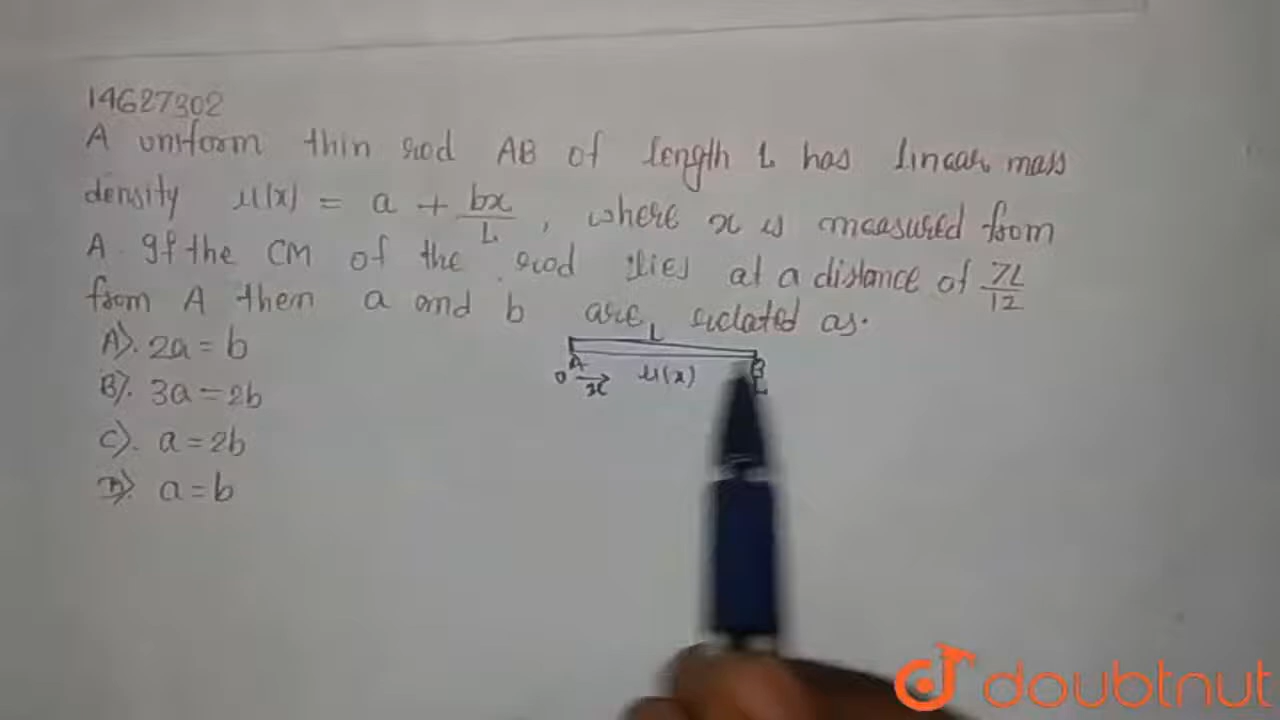 14627302
A uniform thin rod AB of length L has linear mass
density μ(x) = a + bx/L , where x is measured from
A. If the CM of the rod lies at a distance of 7L/12
from A then a and b are related as.
A). 2a = b
B). 3a = 2b
C). a = 2b
D). a = b
L
A
B
0
x
μ(x)
L
doubtnut